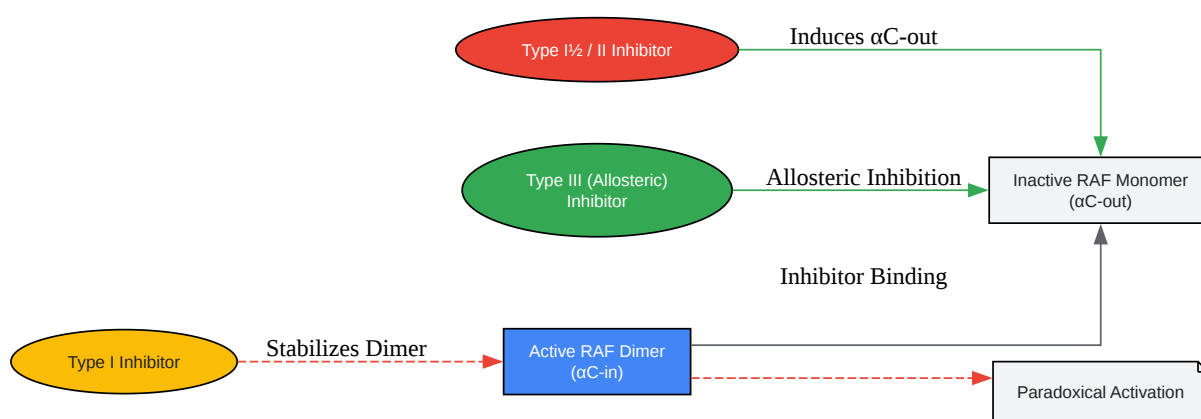 Induces αC-out
Type I½ / II Inhibitor
Type III (Allosteric)
Inhibitor
Allosteric Inhibition
Inactive RAF Monomer
(αC-out)
Inhibitor Binding
Type I Inhibitor
Stabilizes Dimer
Active RAF Dimer
(αC-in)
Paradoxical Activation